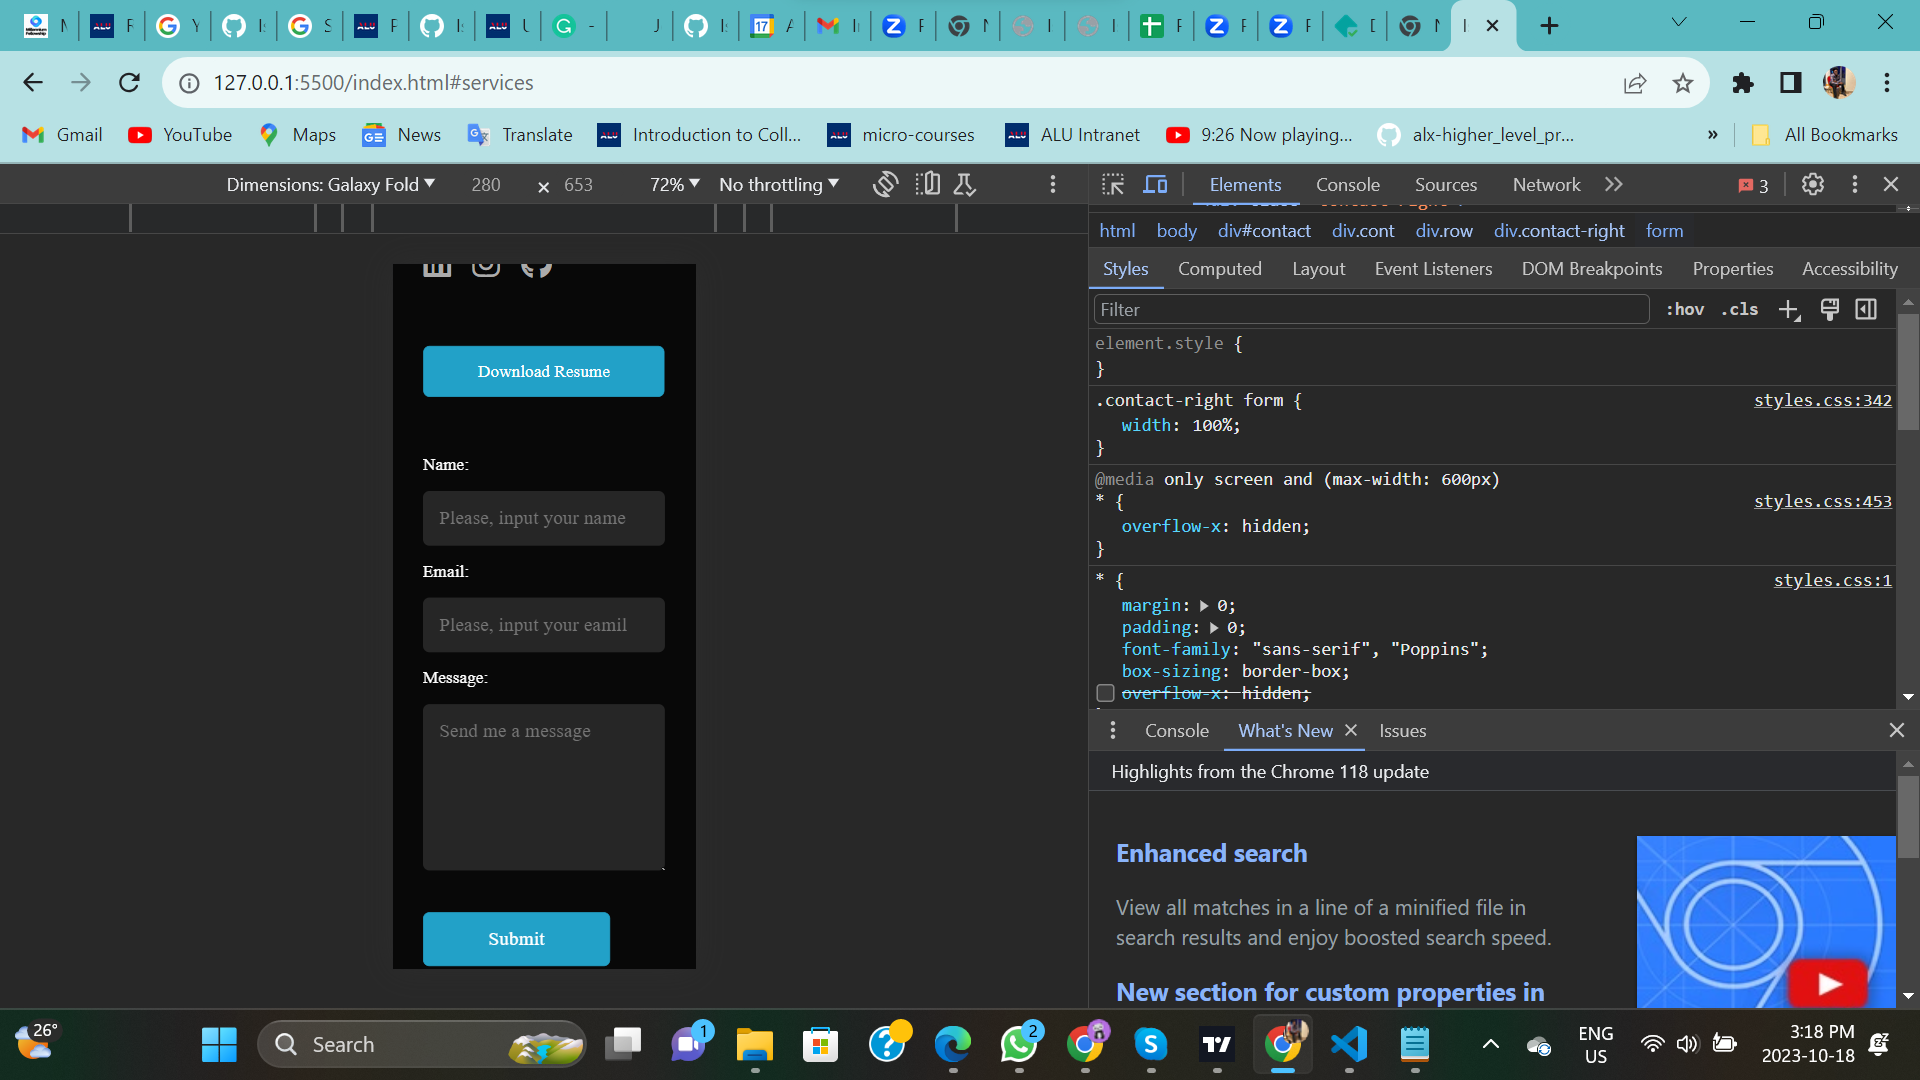 127.0.0.1:5500/index.html#services
Gmail
YouTube
Maps
News
Translate
Introduction to Coll...
micro-courses
ALU Intranet
9:26 Now playing...
alx-higher_level_pr...
»
All Bookmarks
Dimensions: Galaxy Fold
280
×
653
72%
No throttling
Elements
Console
Sources
Network
3
html
body
div#contact
div.cont
div.row
div.contact-right
form
Styles
Computed
Layout
Event Listeners
DOM Breakpoints
Properties
Accessibility
Filter
:hov
.cls
element.style {
}
.contact-right form {
styles.css:342
width: 100%;
}
@media only screen and (max-width: 600px)
* {
styles.css:453
overflow-x: hidden;
}
* {
styles.css:1
margin: 0;
padding: 0;
font-family: "sans-serif", "Poppins";
box-sizing: border-box;
overflow-x: hidden;
Download Resume
Name:
Please, input your name
Email:
Please, input your eamil
Message:
Send me a message
Submit
Console
What's New
Issues
Highlights from the Chrome 118 update
Enhanced search
View all matches in a line of a minified file in
search results and enjoy boosted search speed.
New section for custom properties in
26°
Search
1
2
ENG
US
3:18 PM
2023-10-18